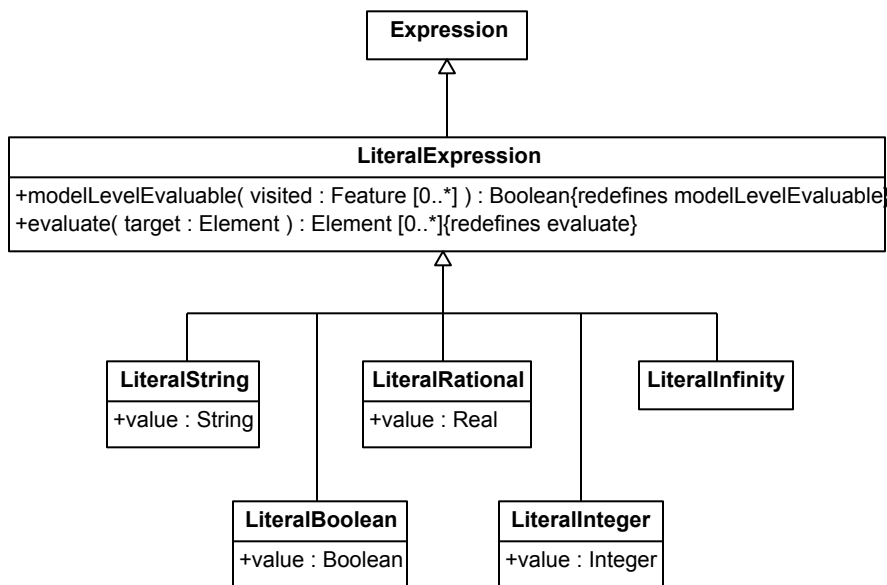 Expression
LiteralExpression
+modelLevelEvaluable( visited : Feature [0..*] ) : Boolean{redefines modelLevelEvaluable}
+evaluate( target : Element ) : Element [0..*]{redefines evaluate}
LiteralString
+value : String
LiteralRational
+value : Real
LiteralInfinity
LiteralBoolean
+value : Boolean
LiteralInteger
+value : Integer